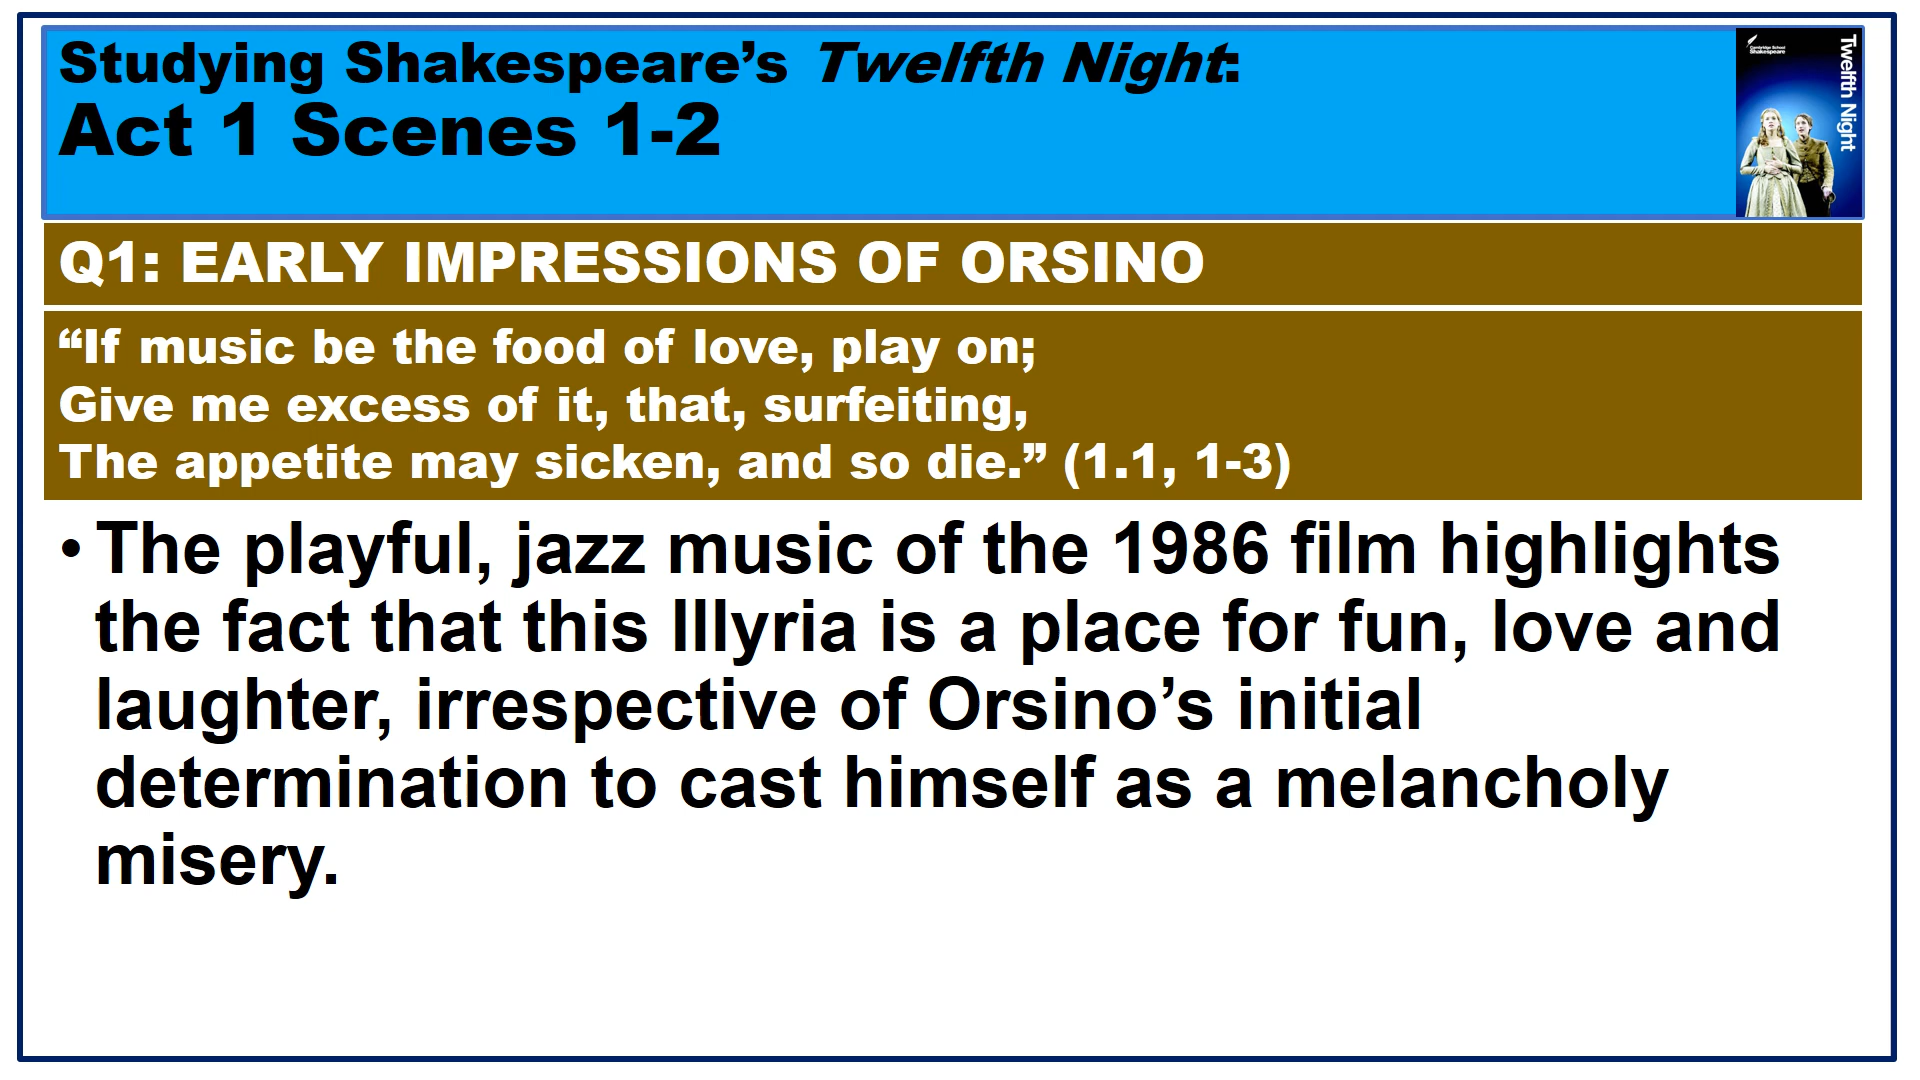 Studying Shakespeare’s Twelfth Night:
Act 1 Scenes 1-2
Cambridge School
Shakespeare
Twelfth Night
Q1: EARLY IMPRESSIONS OF ORSINO
“If music be the food of love, play on;
Give me excess of it, that, surfeiting,
The appetite may sicken, and so die.” (1.1, 1-3)
• The playful, jazz music of the 1986 film highlights
the fact that this Illyria is a place for fun, love and
laughter, irrespective of Orsino’s initial
determination to cast himself as a melancholy
misery.